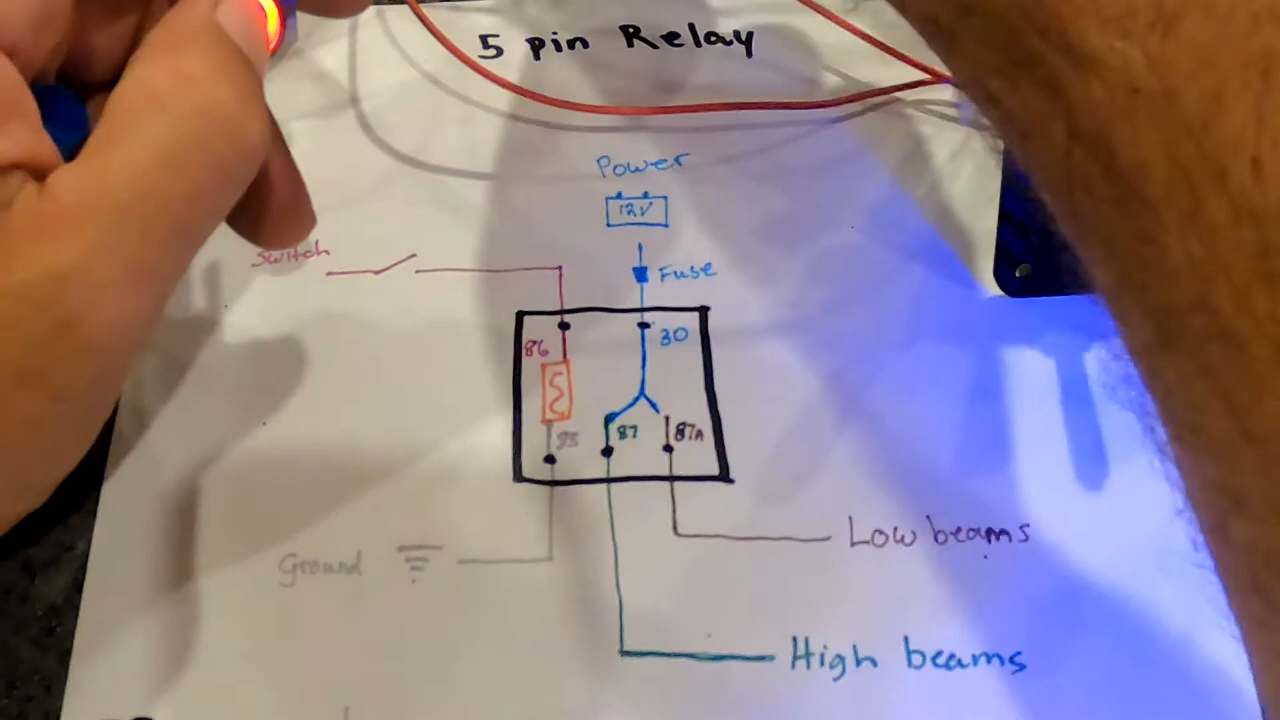 5 pin Relay
Power
12V
Switch
Fuse
86
30
85
87
87A
Low beams
Ground
High beams